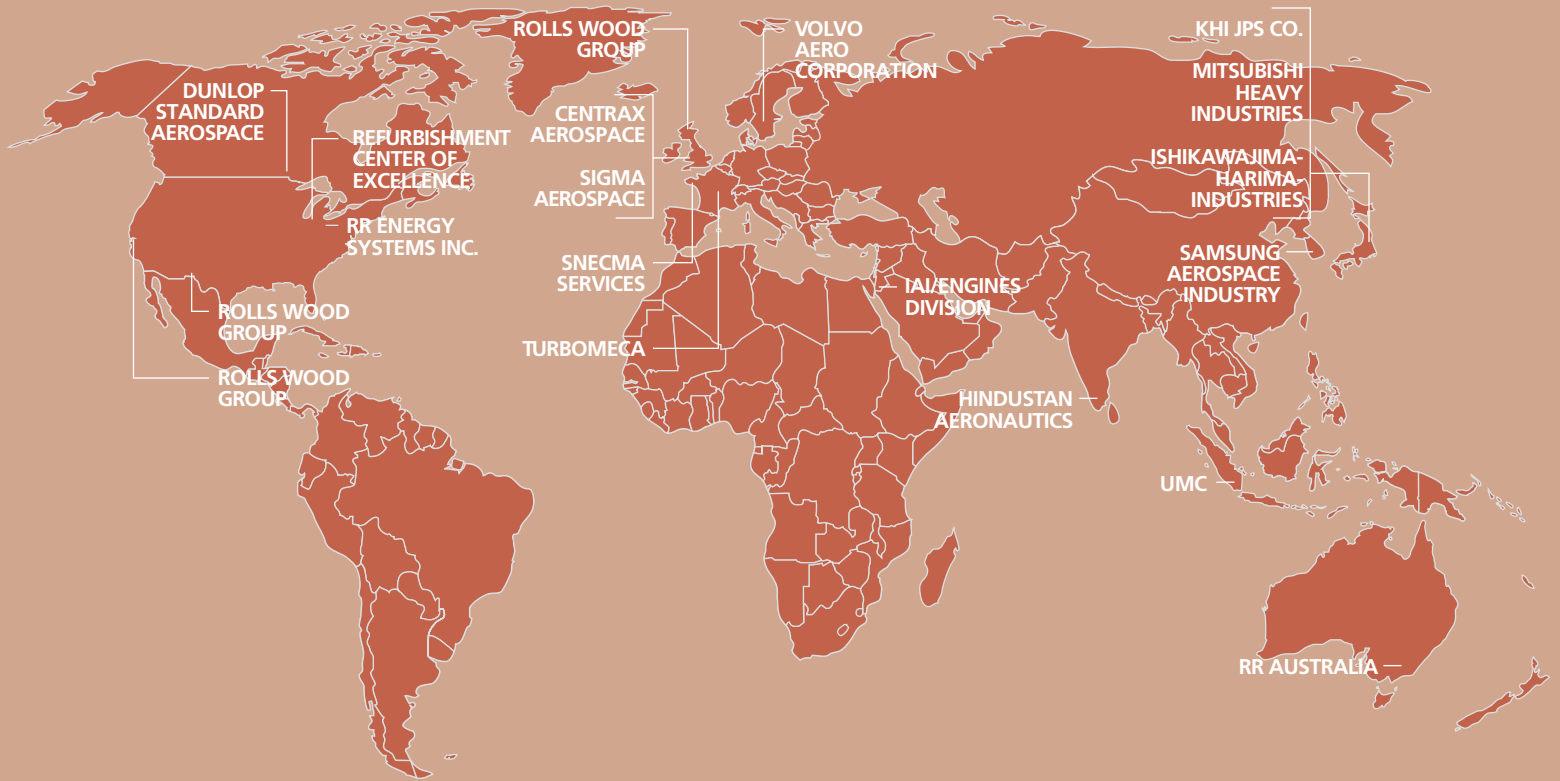 ROLLS WOOD
GROUP
VOLVO
AERO
CORPORATION
KHI JPS CO.
MITSUBISHI
HEAVY
INDUSTRIES
DUNLOP
STANDARD
AEROSPACE
CENTRAX
AEROSPACE
REFURBISHMENT
CENTER OF
EXCELLENCE
ISHIKAWAJIMA-
HARIMA-
INDUSTRIES
SIGMA
AEROSPACE
RR ENERGY
SYSTEMS INC.
SNECMA
SERVICES
SAMSUNG
AEROSPACE
INDUSTRY
IAI/ENGINES
DIVISION
ROLLS WOOD
GROUP
TURBOMECA
ROLLS WOOD
GROUP
HINDUSTAN
AERONAUTICS
UMC
RR AUSTRALIA